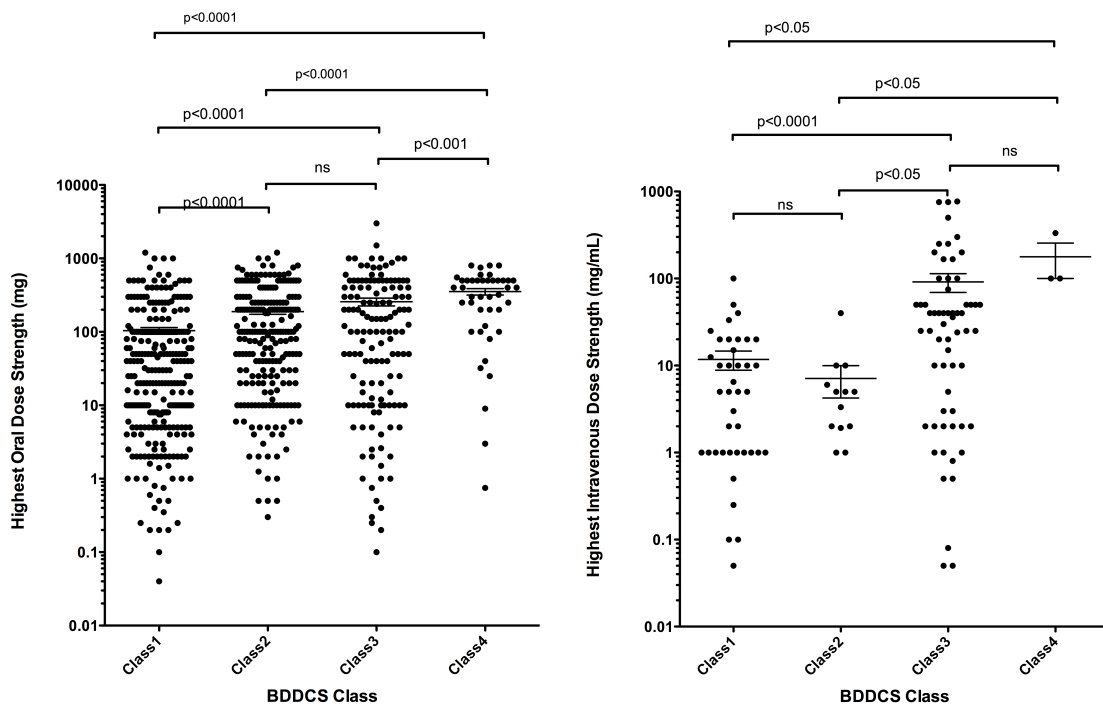 p<0.0001
p<0.0001
p<0.0001
p<0.001
ns
p<0.0001
10000
1000
100
10
1
0.1
0.01
Highest Oral Dose Strength (mg)
Class1
Class2
Class3
Class4
BDDCS Class
p<0.05
p<0.05
p<0.0001
ns
p<0.05
ns
1000
100
10
1
0.1
0.01
Highest Intravenous Dose Strength (mg/mL)
Class1
Class2
Class3
Class4
BDDCS Class